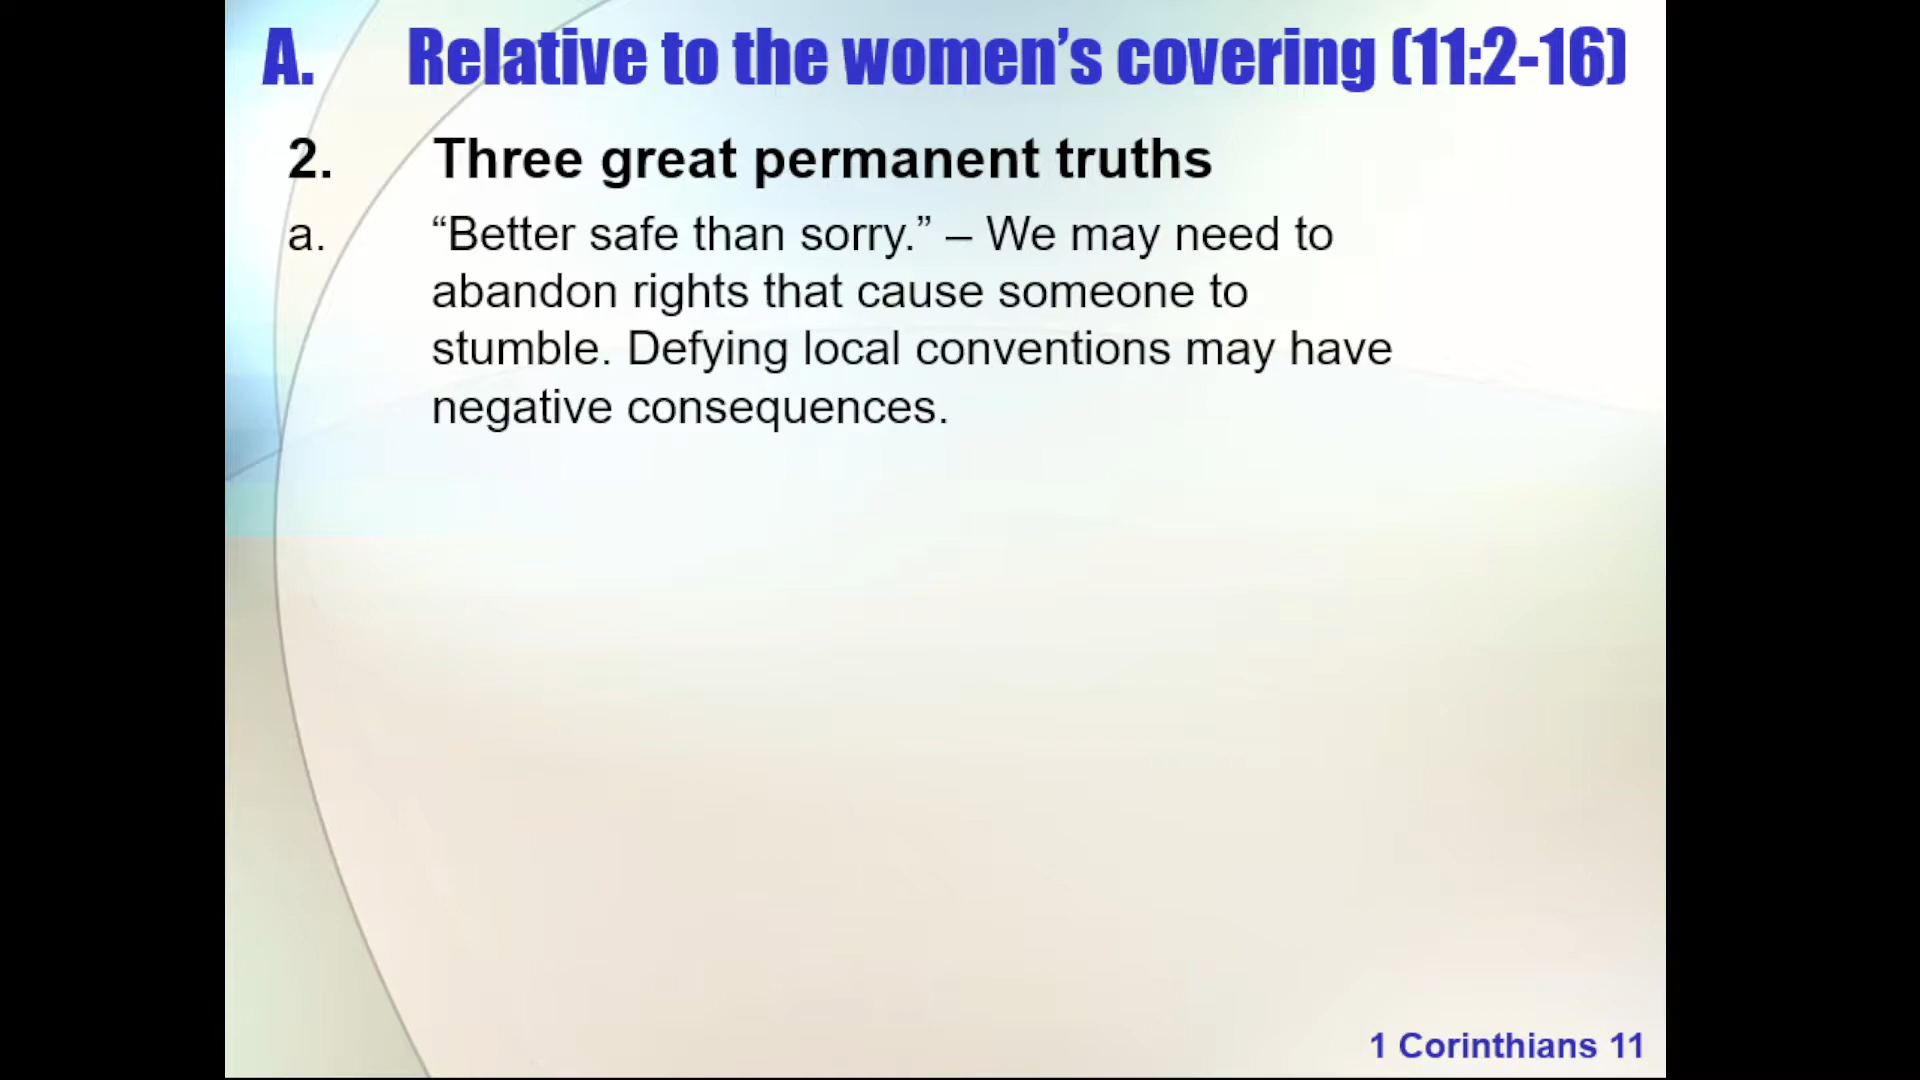 A. Relative to the women’s covering (11:2-16)
2. Three great permanent truths
a. “Better safe than sorry.” – We may need to
abandon rights that cause someone to
stumble. Defying local conventions may have
negative consequences.
1 Corinthians 11